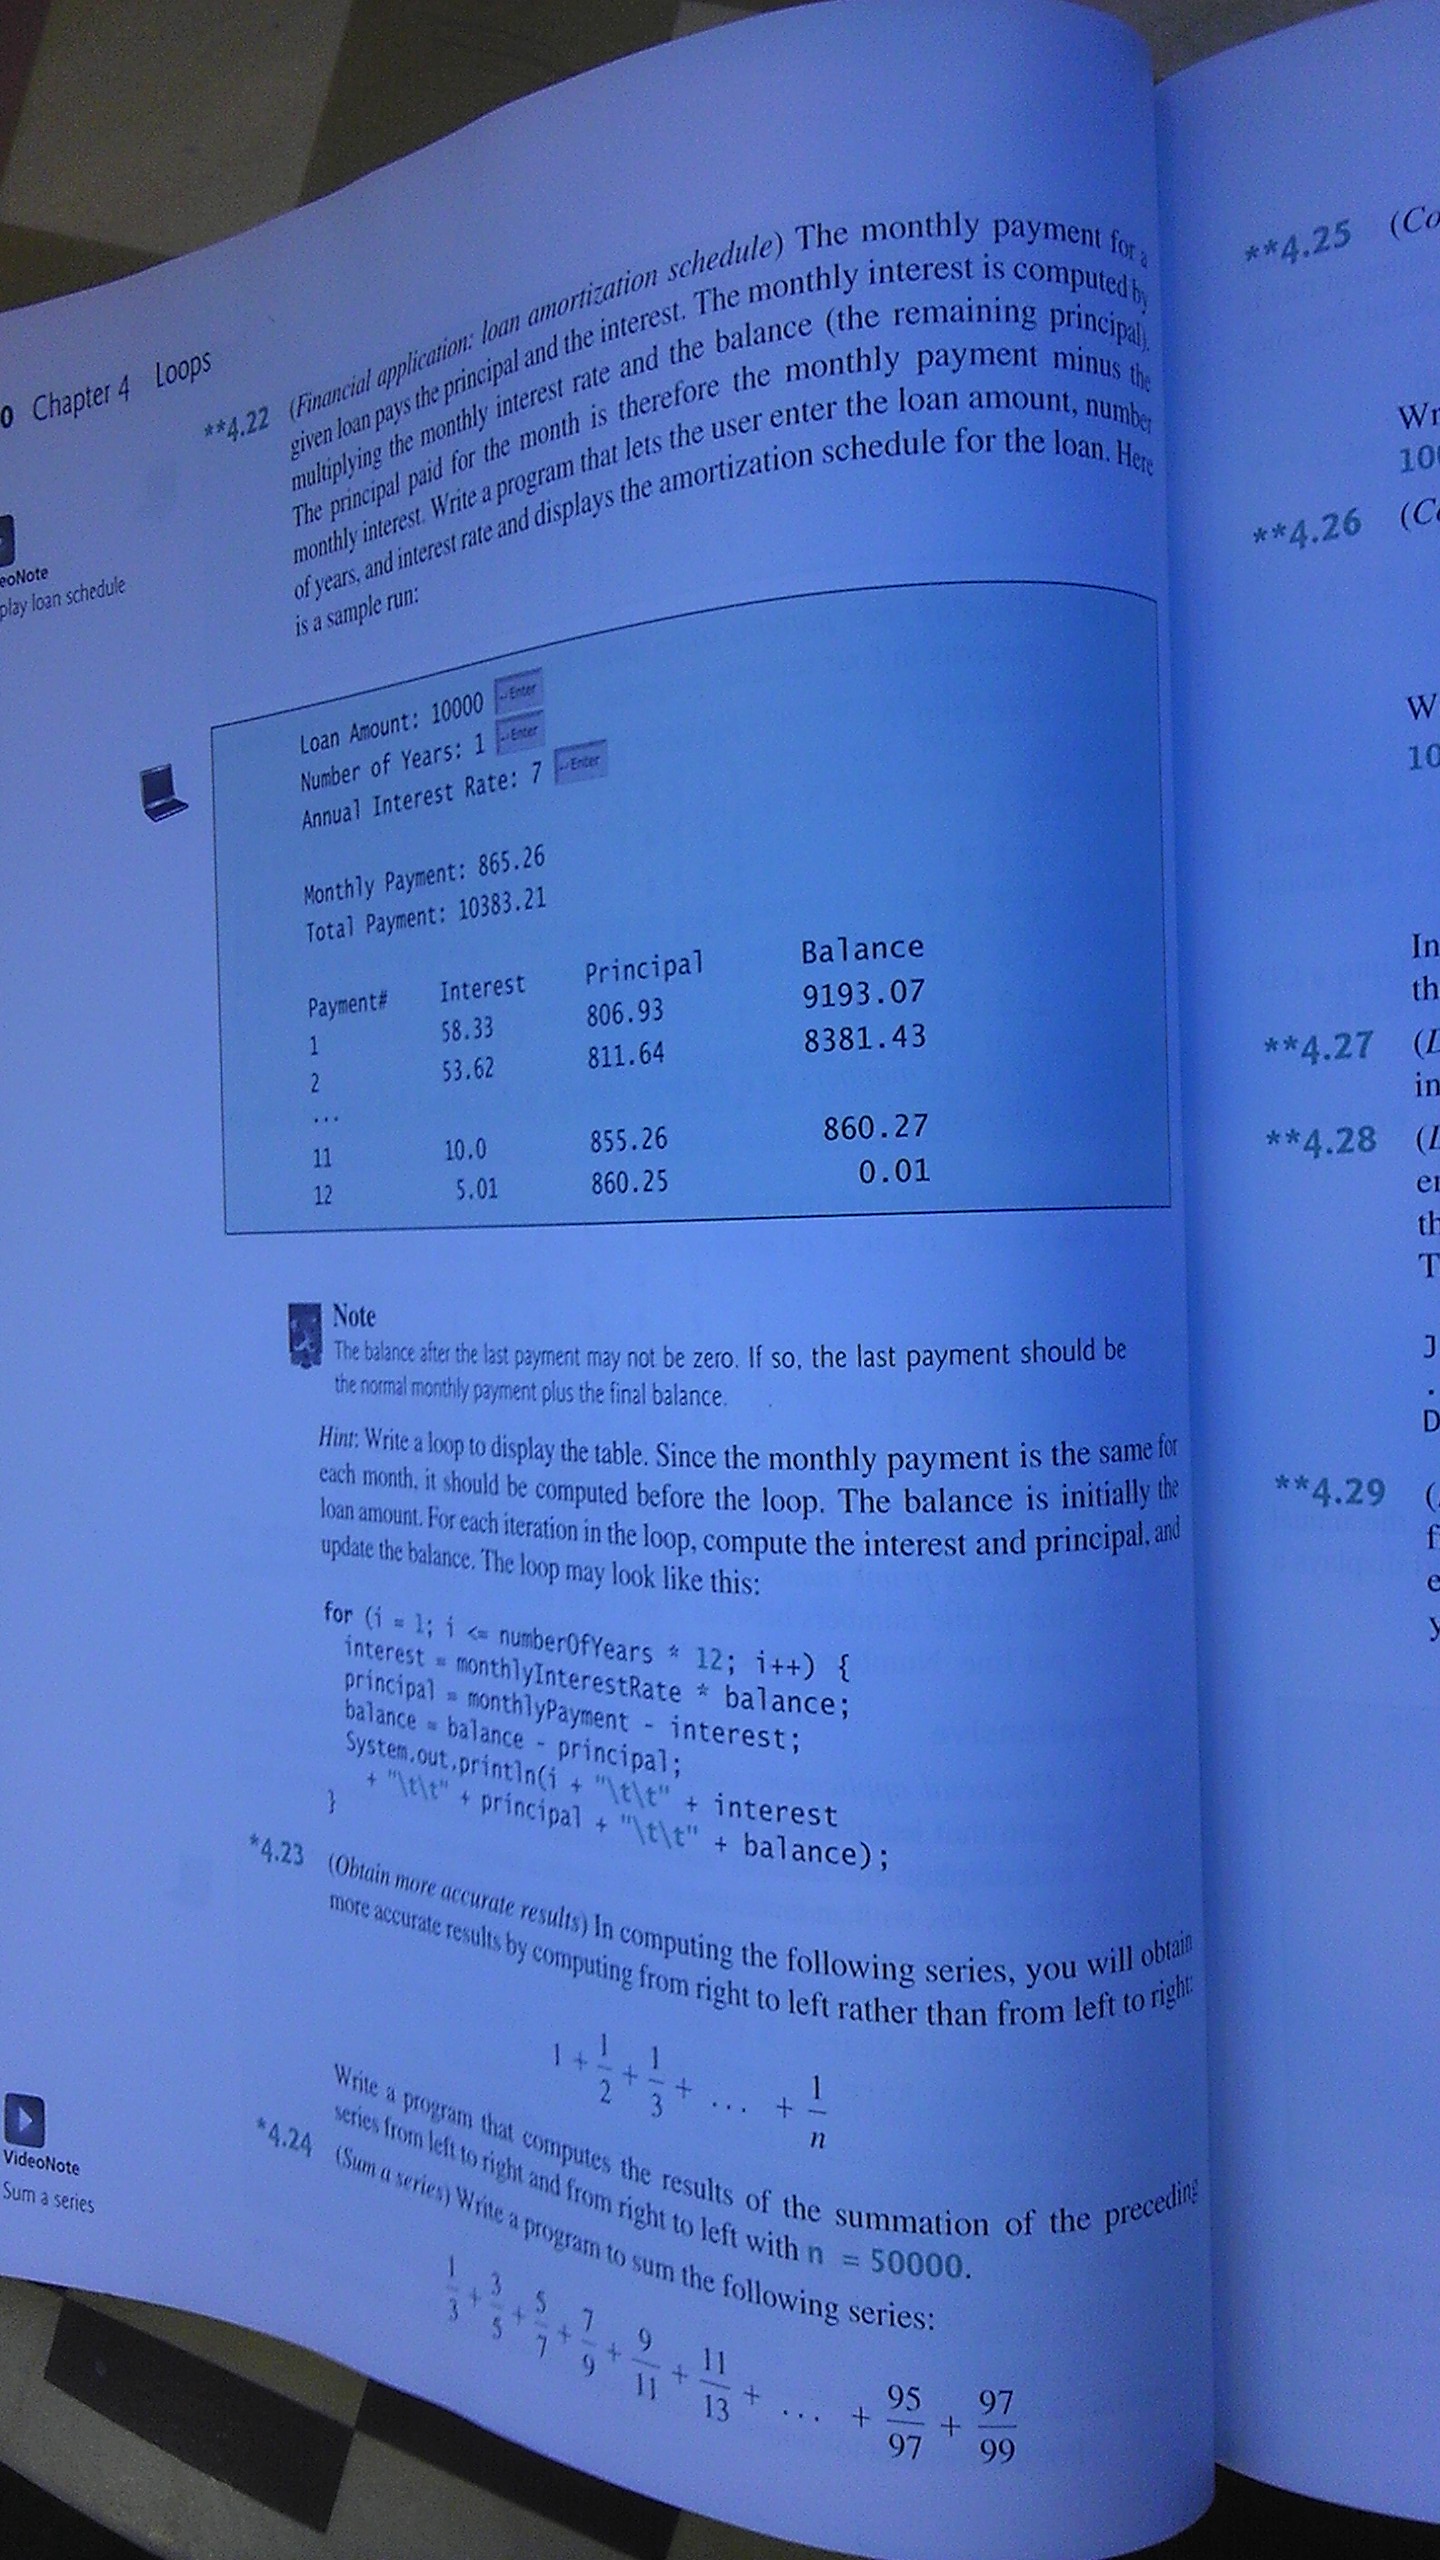 0 Chapter 4 Loops
**4.22 (Financial application: loan amortization schedule) The monthly payment for a
given loan pays the principal and the interest. The monthly interest is computed by
multiplying the monthly interest rate and the balance (the remaining principal).
The principal paid for the month is therefore the monthly payment minus the
monthly interest. Write a program that lets the user enter the loan amount, number
of years, and interest rate and displays the amortization schedule for the loan. Here
is a sample run:
eoNote
play loan schedule
Loan Amount: 10000 Enter
Number of Years: 1 Enter
Annual Interest Rate: 7 Enter
Monthly Payment: 865.26
Total Payment: 10383.21
Payment# Interest Principal Balance
1 58.33 806.93 9193.07
2 53.62 811.64 8381.43
...
11 10.0 855.26 860.27
12 5.01 860.25 0.01
Note
The balance after the last payment may not be zero. If so, the last payment should be
the normal monthly payment plus the final balance.
Hint: Write a loop to display the table. Since the monthly payment is the same for
each month, it should be computed before the loop. The balance is initially the
loan amount. For each iteration in the loop, compute the interest and principal, and
update the balance. The loop may look like this:
for (i = 1; i <= numberOfYears * 12; i++) {
interest = monthlyInterestRate * balance;
principal = monthlyPayment - interest;
balance = balance - principal;
System.out.println(i + "\t\t" + interest
+ "\t\t" + principal + "\t\t" + balance);
}
*4.23 (Obtain more accurate results) In computing the following series, you will obtain
more accurate results by computing from right to left rather than from left to right:
1 + 1/2 + 1/3 + ... + 1/n
Write a program that computes the results of the summation of the preceding
series from left to right and from right to left with n = 50000.
*4.24 (Sum a series) Write a program to sum the following series:
1/3 + 3/5 + 5/7 + 7/9 + 9/11 + 11/13 + ... + 95/97 + 97/99
VideoNote
Sum a series
**4.25 (Co
Wr
100
**4.26 (Co
W
10
In
th
**4.27
in
**4.28
er
th
T
J
.
D
**4.29 (
f
e
y